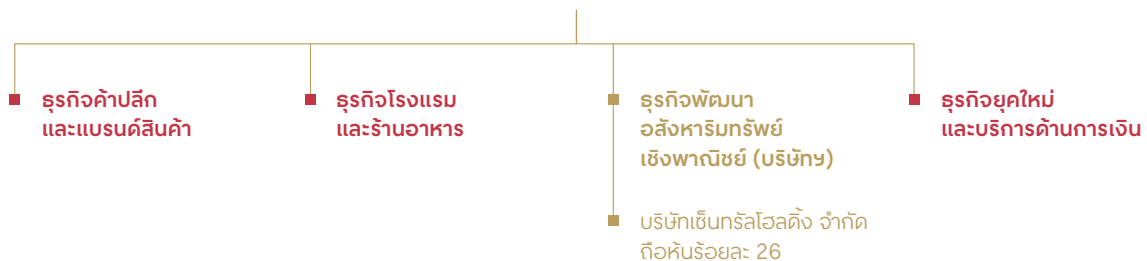 ธุรกิจค้าปลีก
และแบรนด์สินค้า
ธุรกิจโรงแรม
และร้านอาหาร
ธุรกิจพัฒนา
อสังหาริมทรัพย์
เชิงพาณิชย์ (บริษัทฯ)
บริษัทเซ็นทรัลโฮลดิ้ง จำกัด
ถือหุ้นร้อยละ 26
ธุรกิจยุคใหม่
และบริการด้านการเงิน